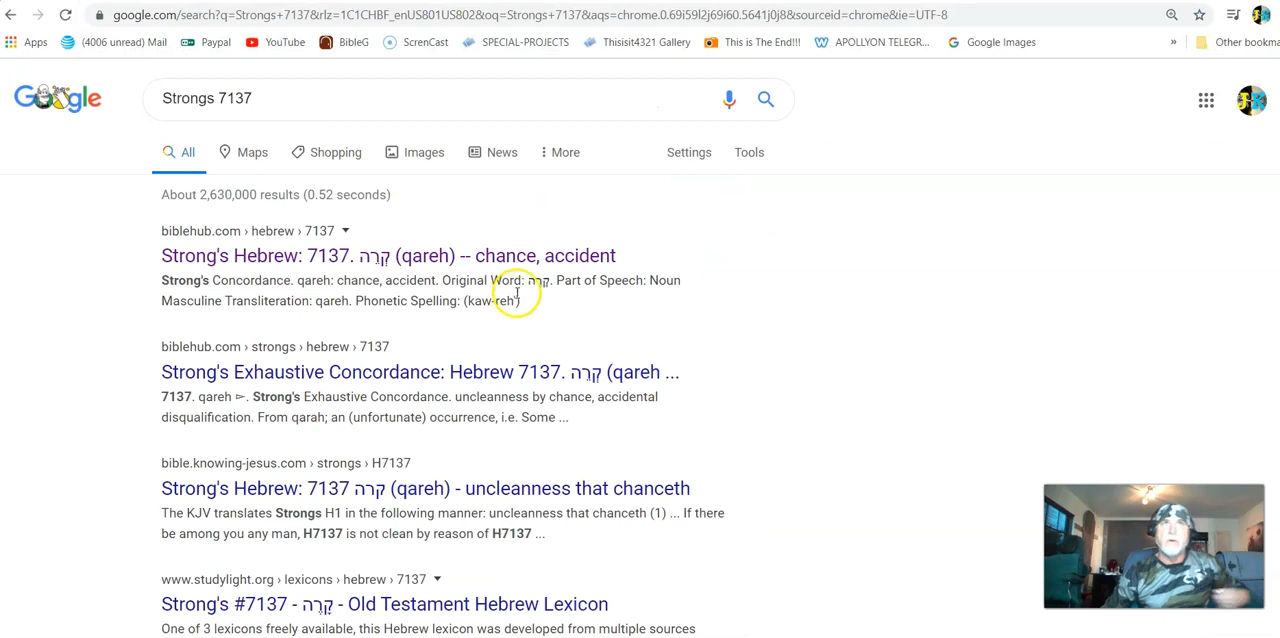 google.com/search?q=Strongs+7137&rlz=1C1CHBF_enUS801US802&oq=Strongs+7137&aqs=chrome.0.69i59l2j69i60.5641j0j8&sourceid=chrome&ie=UTF-8
Apps (4006 unread) Mail Paypal YouTube BibleG ScrenCast SPECIAL-PROJECTS Thisisit4321 Gallery This is The End!!! APOLLYON TELEGR... Google Images » Other bookma
Google Strongs 7137
All Maps Shopping Images News More Settings Tools
About 2,630,000 results (0.52 seconds)
biblehub.com › hebrew › 7137
Strong's Hebrew: 7137. קְרֵה (qareh) -- chance, accident
Strong's Concordance. qareh: chance, accident. Original Word: קָרֶה. Part of Speech: Noun
Masculine Transliteration: qareh. Phonetic Spelling: (kaw-reh')
biblehub.com › strongs › hebrew › 7137
Strong's Exhaustive Concordance: Hebrew 7137. קְרֵה (qareh ...
7137. qareh ►. Strong's Exhaustive Concordance. uncleanness by chance, accidental
disqualification. From qarah; an (unfortunate) occurrence, i.e. Some ...
bible.knowing-jesus.com › strongs › H7137
Strong's Hebrew: 7137 קרה (qareh) - uncleanness that chanceth
The KJV translates Strongs H1 in the following manner: uncleanness that chanceth (1) ... If there
be among you any man, H7137 is not clean by reason of H7137 ...
www.studylight.org › lexicons › hebrew › 7137
Strong's #7137 - קָרֶה - Old Testament Hebrew Lexicon
One of 3 lexicons freely available, this Hebrew lexicon was developed from multiple sources